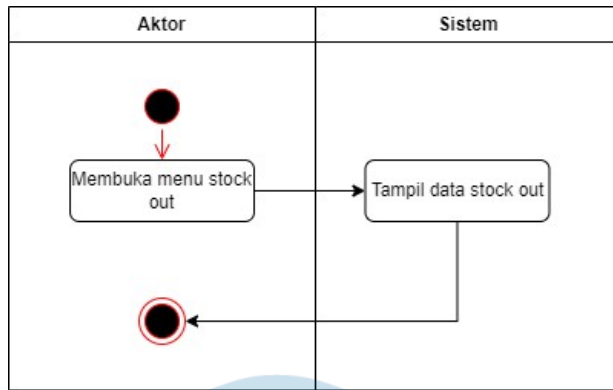 Aktor
Sistem
Membuka menu stock
out
Tampil data stock out